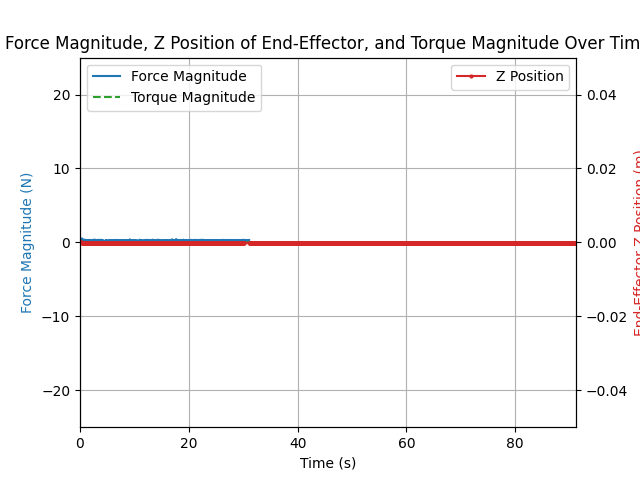 Force Magnitude, Z Position of End-Effector, and Torque Magnitude Over Tim
Force Magnitude
Torque Magnitude
Z Position
Force Magnitude (N)
20
10
0
−10
−20
0.04
0.02
0.00
−0.02
−0.04
End-Effector Z Position (m)
0
20
40
60
80
Time (s)